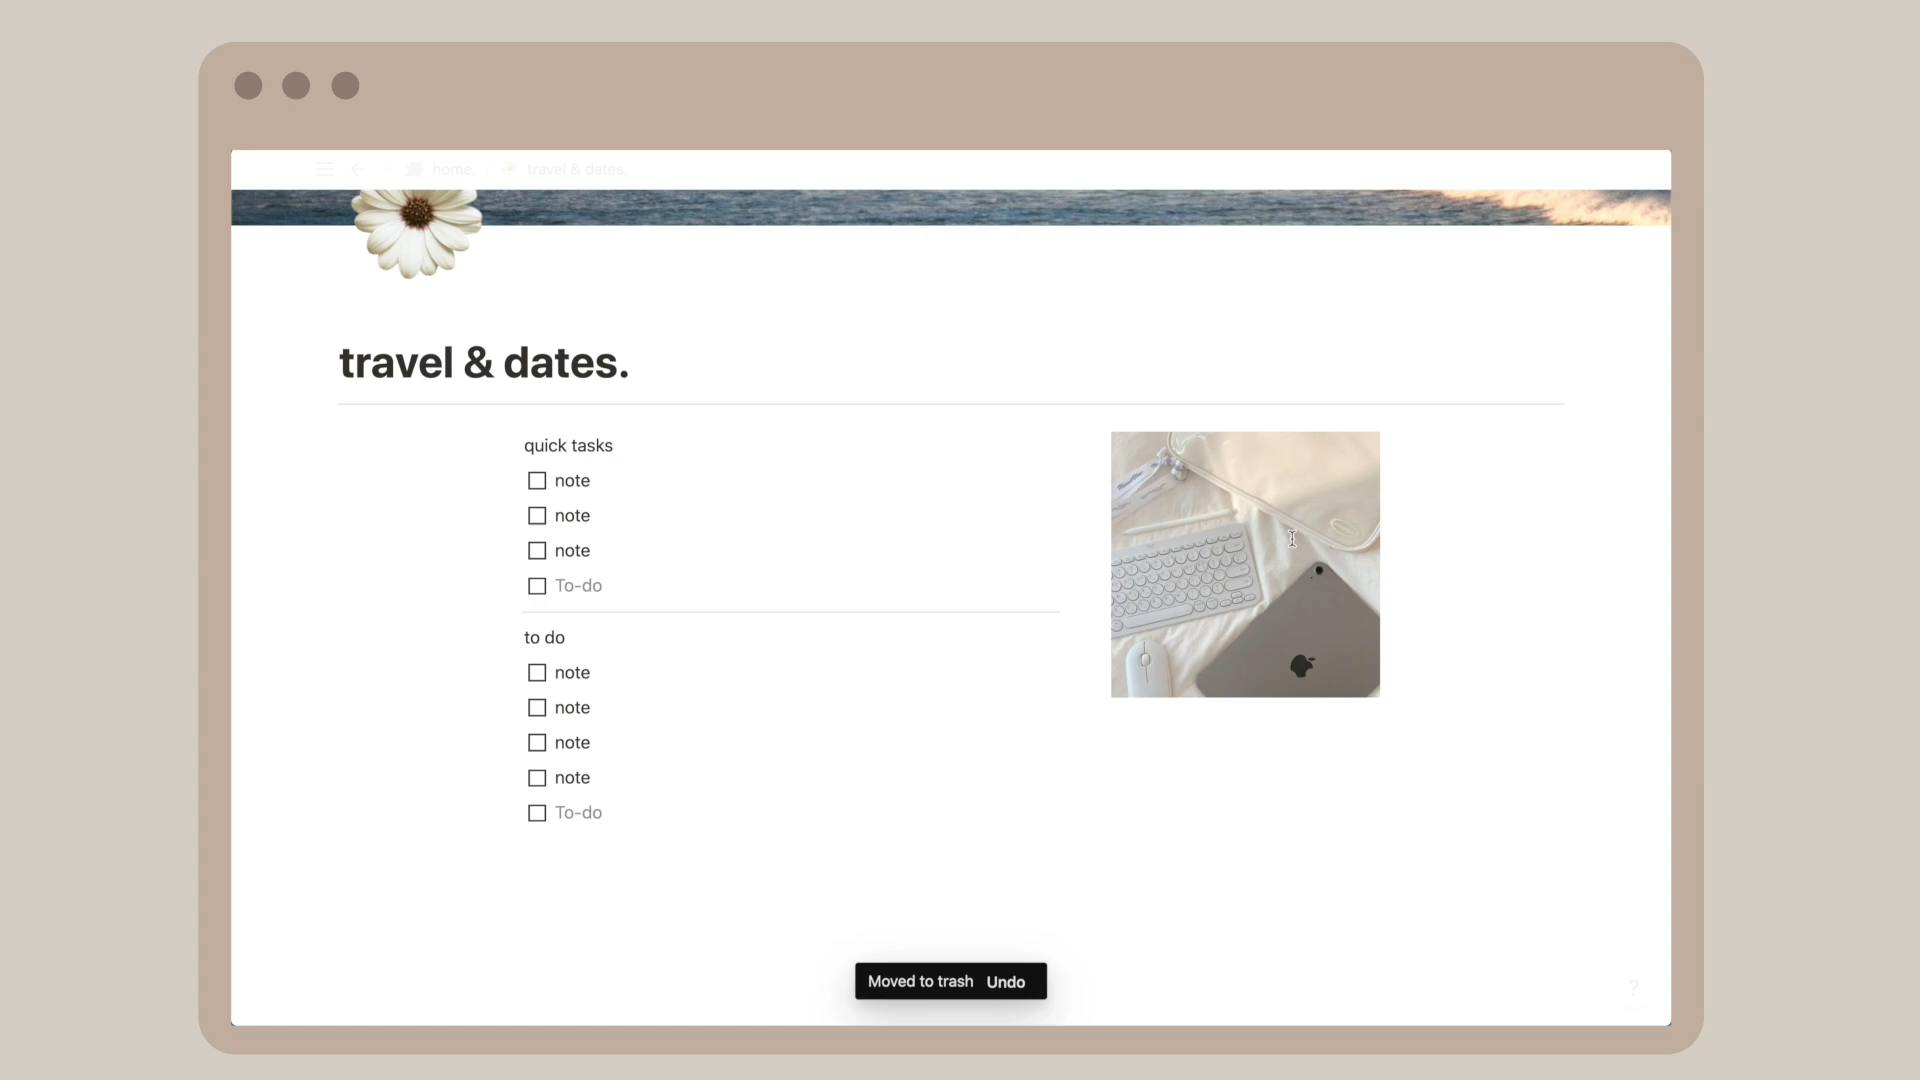 home. / travel & dates.
travel & dates.
quick tasks
note
note
note
To-do
to do
note
note
note
note
To-do
Moved to trash Undo
?